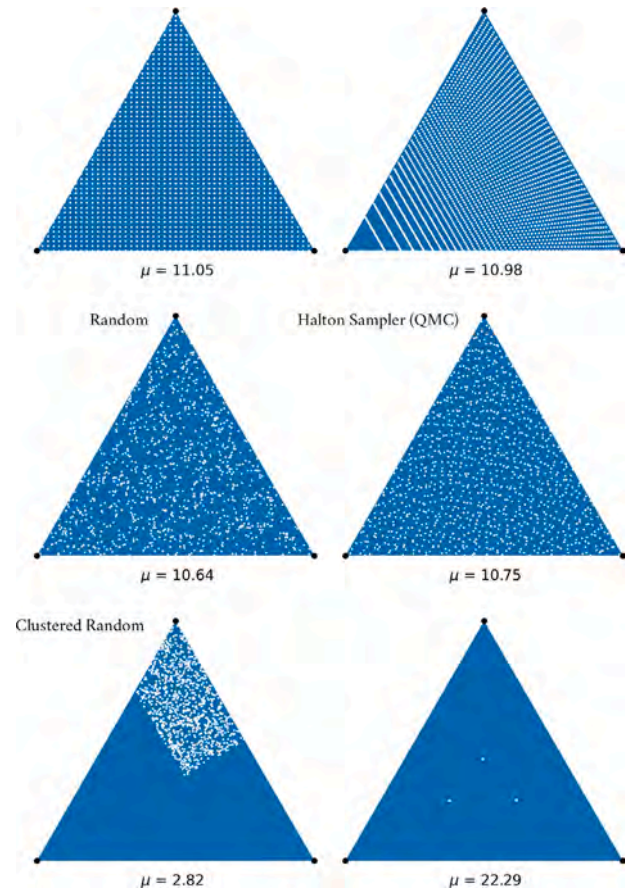 μ = 11.05
μ = 10.98
Random
Halton Sampler (QMC)
μ = 10.64
μ = 10.75
Clustered Random
μ = 2.82
μ = 22.29